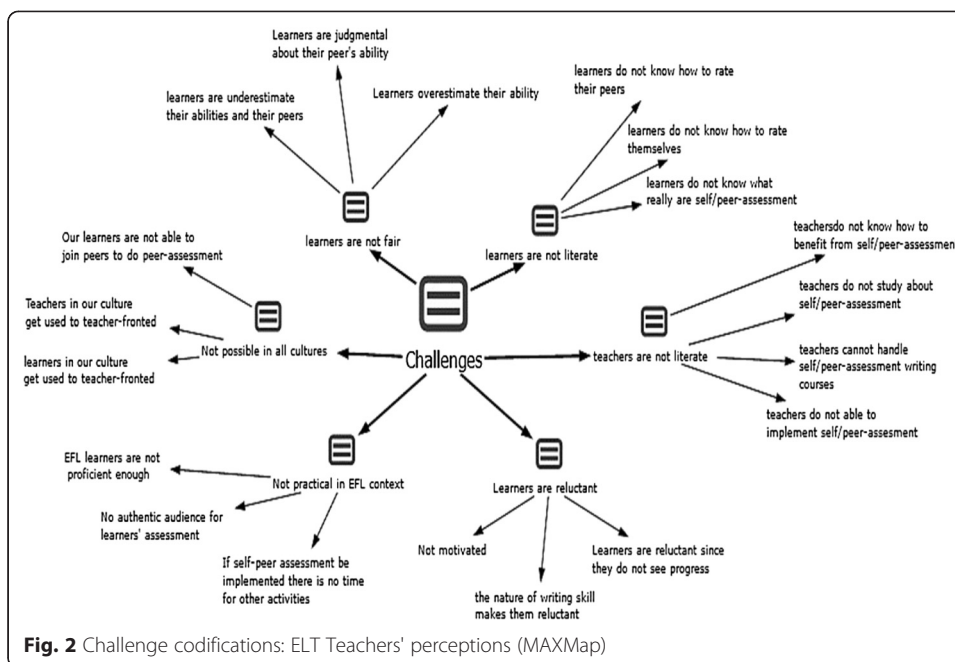 Learners are judgmental
about their peer's ability
learners are underestimate
their abilities and their peers
Learners overestimate their ability
learners are not fair
learners do not know how to rate
their peers
learners do not know how to rate
themselves
learners do not know what
really are self/peer-assessment
learners are not literate
Our learners are not able to
join peers to do peer-assessment
Teachers in our culture
get used to teacher-fronted
learners in our culture
get used to teacher-fronted
Not possible in all cultures
Challenges
teachersdo not know how to
benefit from self/peer-assessmen
teachers do not study about
self/peer-assessment
teachers cannot handle
self/peer-assessment writing
courses
teachers do not able to
implement self/peer-assesment
teachers are not literate
EFL learners are not
proficient enough
No authentic audience for
learners' assessment
If self-peer assessment be
implemented there is no time
for other activities
Not practical in EFL context
Learners are reluctant
Not motivated
the nature of writing skill
makes them reluctant
Learners are reluctant since
they do not see progress
Fig. 2 Challenge codifications: ELT Teachers' perceptions (MAXMap)